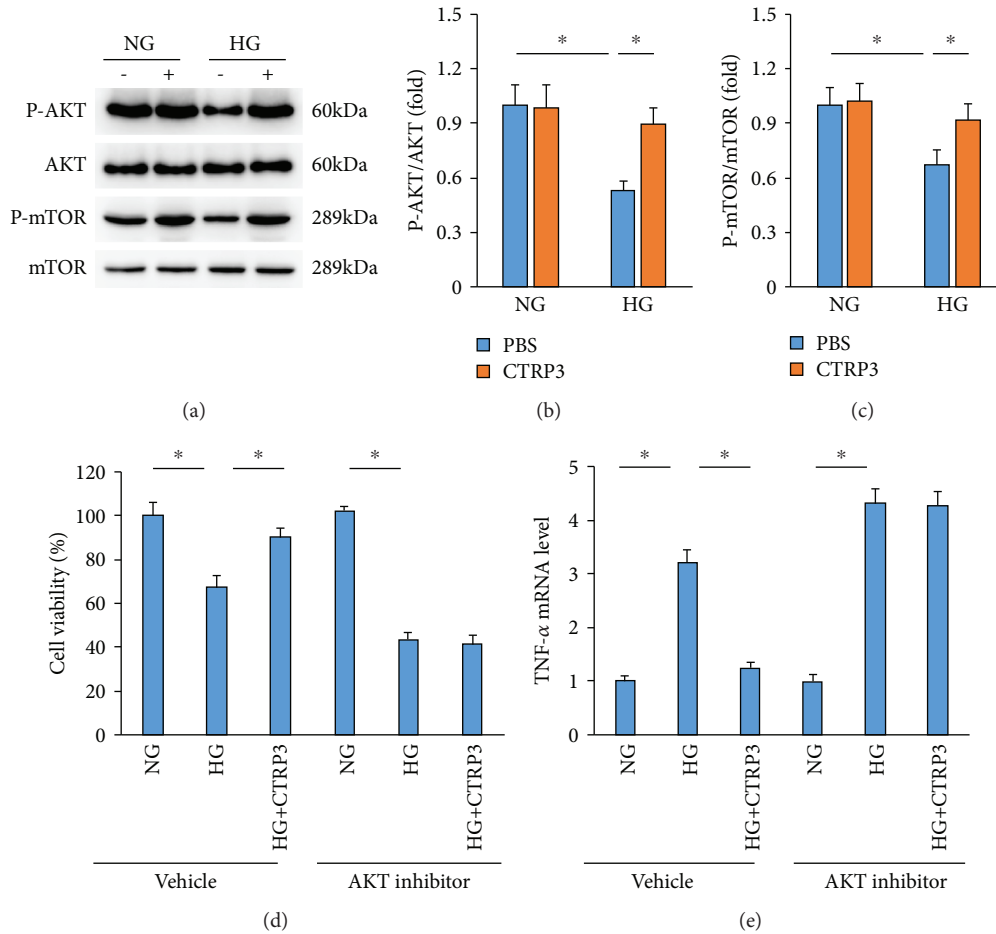 NG HG
- + - +
P-AKT 60kDa
AKT 60kDa
P-mTOR 289kDa
mTOR 289kDa
(a)
P-AKT/AKT (fold)
1.5
1.2
0.9
0.6
0.3
0
* *
NG HG
PBS
CTRP3
(b)
P-mTOR/mTOR (fold)
1.5
1.2
0.9
0.6
0.3
0
* *
NG HG
PBS
CTRP3
(c)
Cell viability (%)
120
100
80
60
40
20
0
* * *
NG HG HG+CTRP3 NG HG HG+CTRP3
Vehicle AKT inhibitor
(d)
TNF-α mRNA level
5
4
3
2
1
0
* * *
NG HG HG+CTRP3 NG HG HG+CTRP3
Vehicle AKT inhibitor
(e)